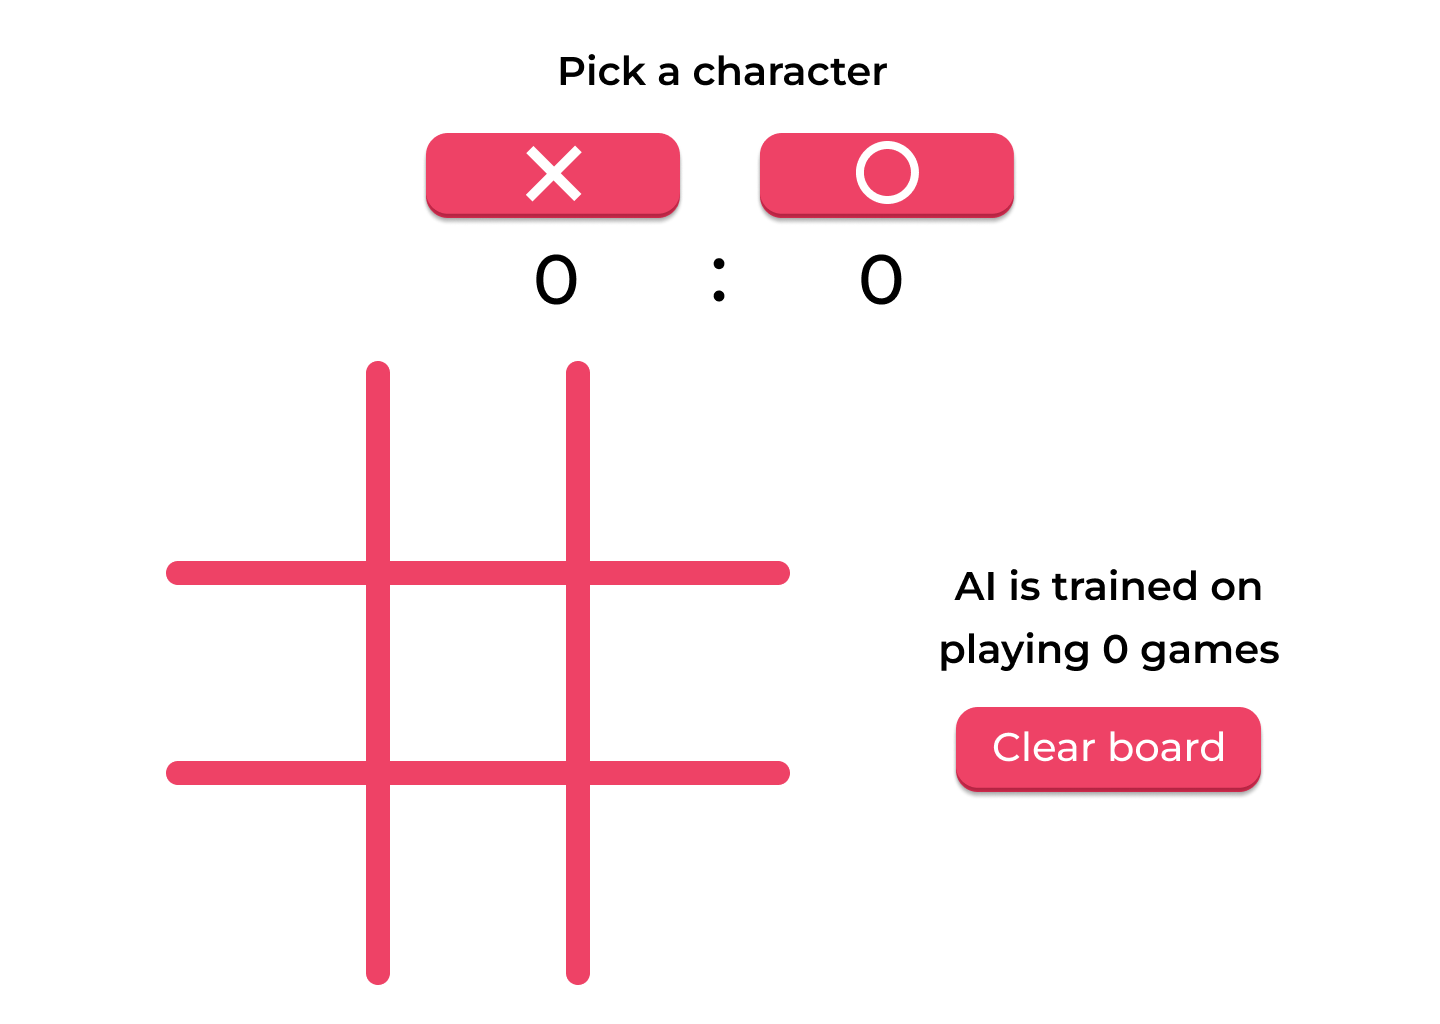 Pick a character
X O
0 : 0
AI is trained on
playing 0 games
Clear board